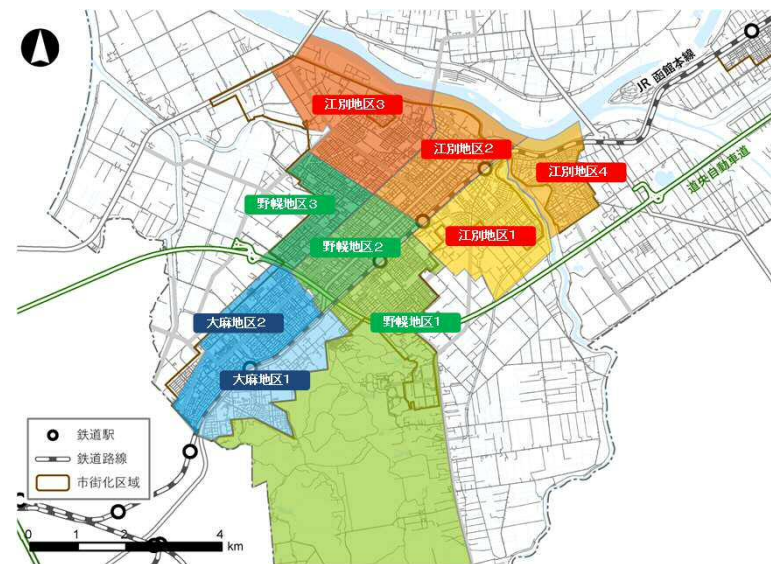 JR 函館本線
江別地区3
江別地区2
江別地区4
道央自動車道
野幌地区3
江別地区1
野幌地区2
大麻地区2
野幌地区1
大麻地区1
鉄道駅
鉄道路線
市街化区域
0 1 2 4
km